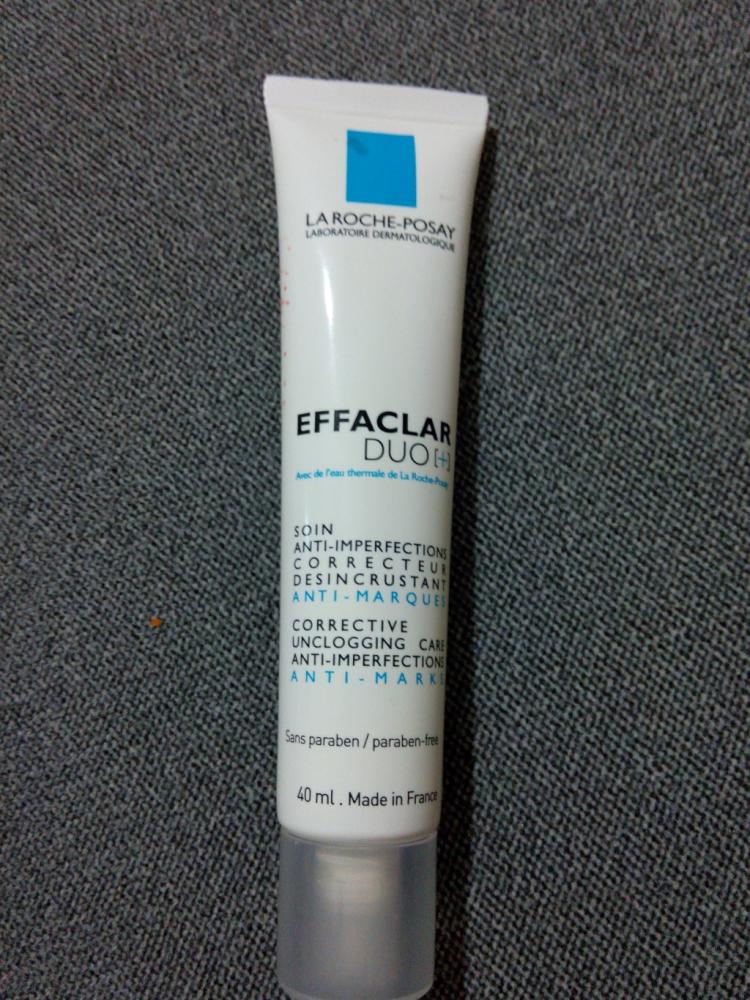 LA ROCHE-POSAY
LABORATOIRE DERMATOLOGIQUE
EFFACLAR
DUO [+]
Avec de l'eau thermale de La Roche-Posay
SOIN
ANTI-IMPERFECTIONS
CORRECTEUR
DESINCRUSTANT
ANTI-MARQUES
CORRECTIVE
UNCLOGGING CARE
ANTI-IMPERFECTIONS
ANTI-MARKS
Sans paraben / paraben-free
40 ml . Made in France